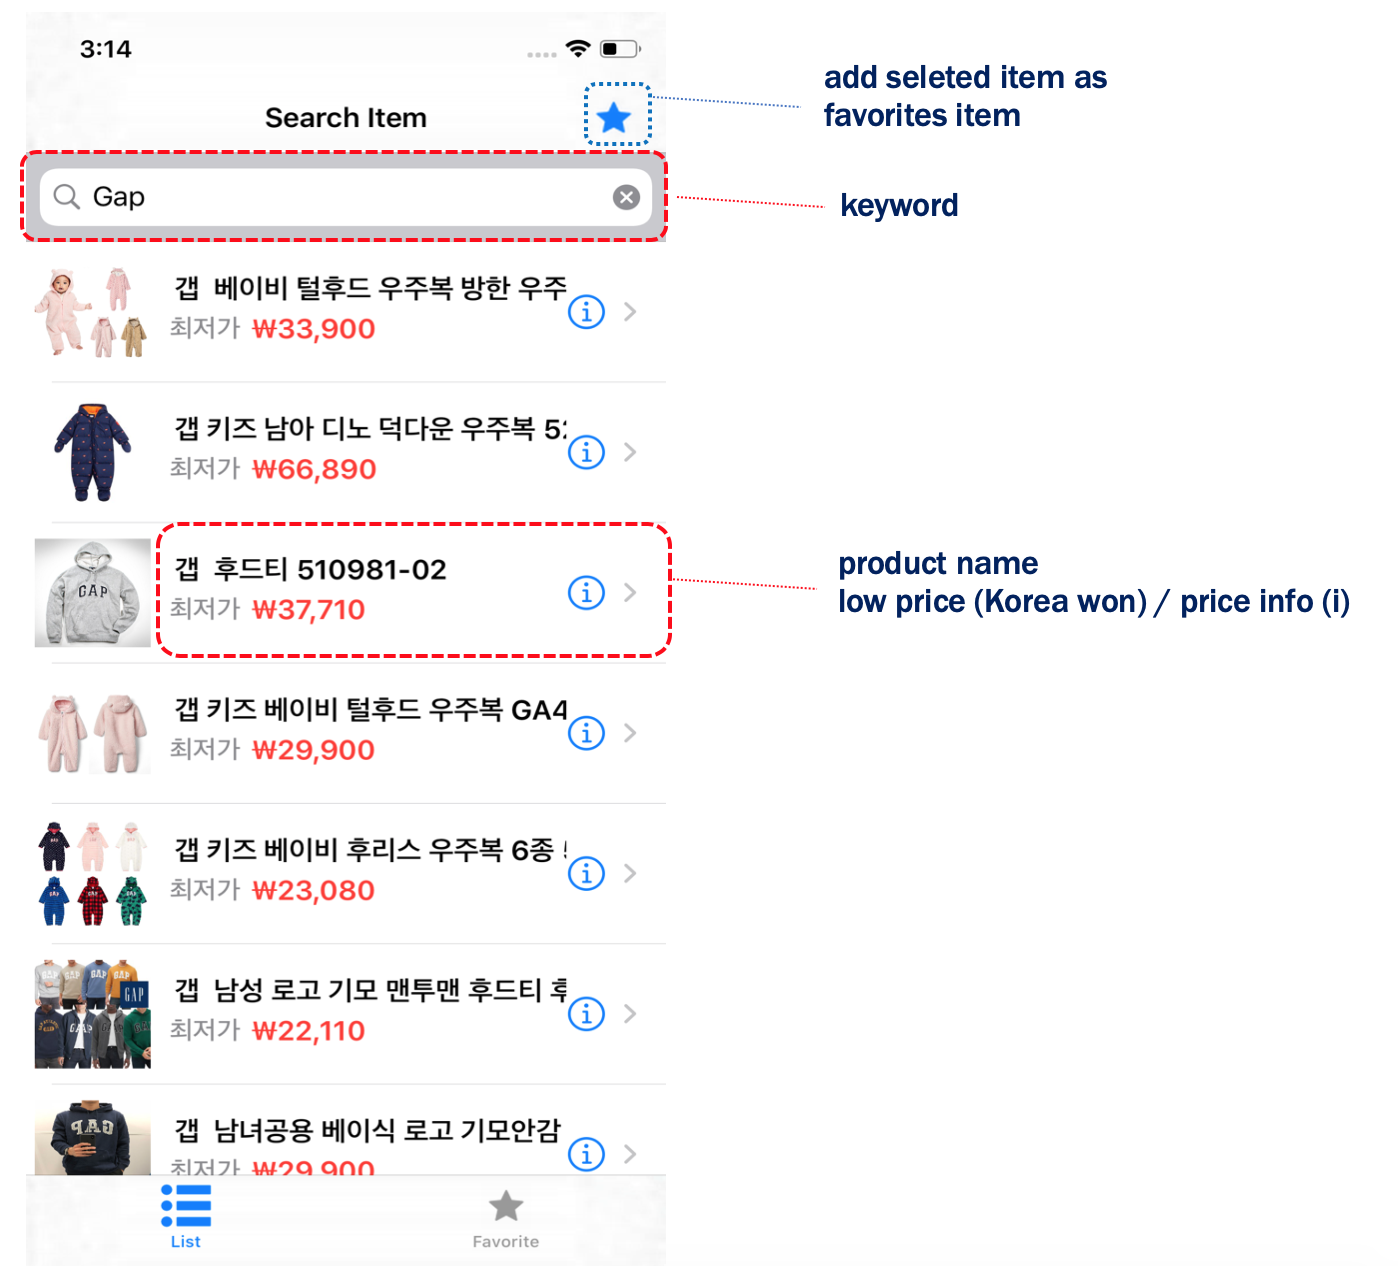 3:14
Search Item
add seleted item as
favorites item
Gap
keyword
갭 베이비 털후드 우주복 방한 우주
최저가 ₩33,900
갭 키즈 남아 디노 덕다운 우주복
최저가 ₩66,890
GAP
갭 후드티 510981-02
최저가 ₩37,710
product name
low price (Korea won) / price info (i)
갭 키즈 베이비 털후드 우주복 GA4
최저가 ₩29,900
갭 키즈 베이비 후리스 우주복 6종
최저가 ₩23,080
GAP
갭 남성 로고 기모 맨투맨 후드티
최저가 ₩22,110
GAP
갭 남녀공용 베이식 로고 기모안감
최저가 ₩29,900
List
Favorite